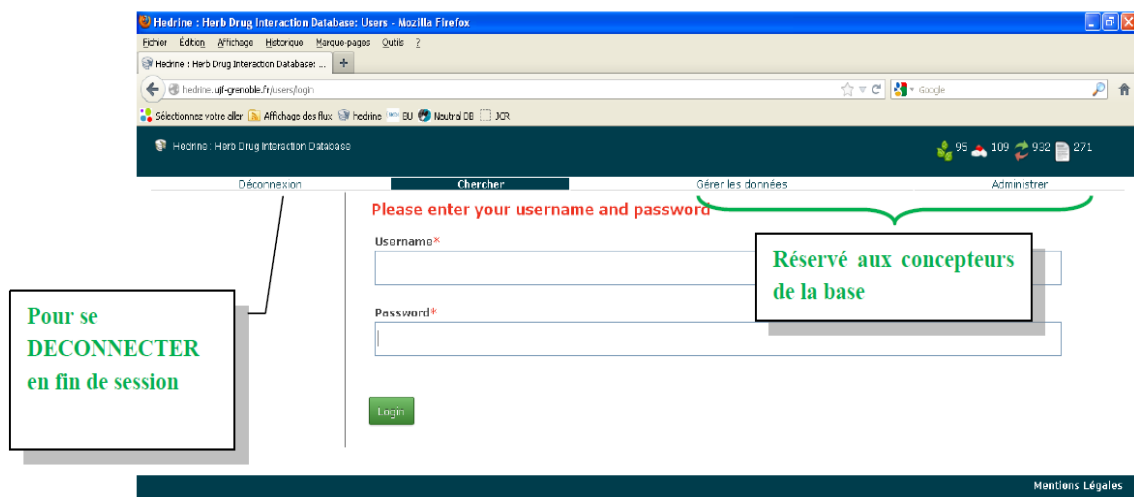 Hedrine : Herb Drug Interaction Database: Users - Mozilla Firefox
Fichier Édition Affichage Historique Marque-pages Outils ?
Hedrine : Herb Drug Interaction Database: ... +
hedrine.ujf-grenoble.fr/users/login
Google
Sélectionnez votre aller Affichage des flux hedrine BU Neutral DB JCR
Hedrine : Herb Drug Interaction Database
95 109 932 271
Déconnexion Chercher Gérer les données Administrer
Please enter your username and password
Username*
Réservé aux concepteurs
de la base
Pour se
DECONNECTER
en fin de session
Password*
Login
Mentions Légales